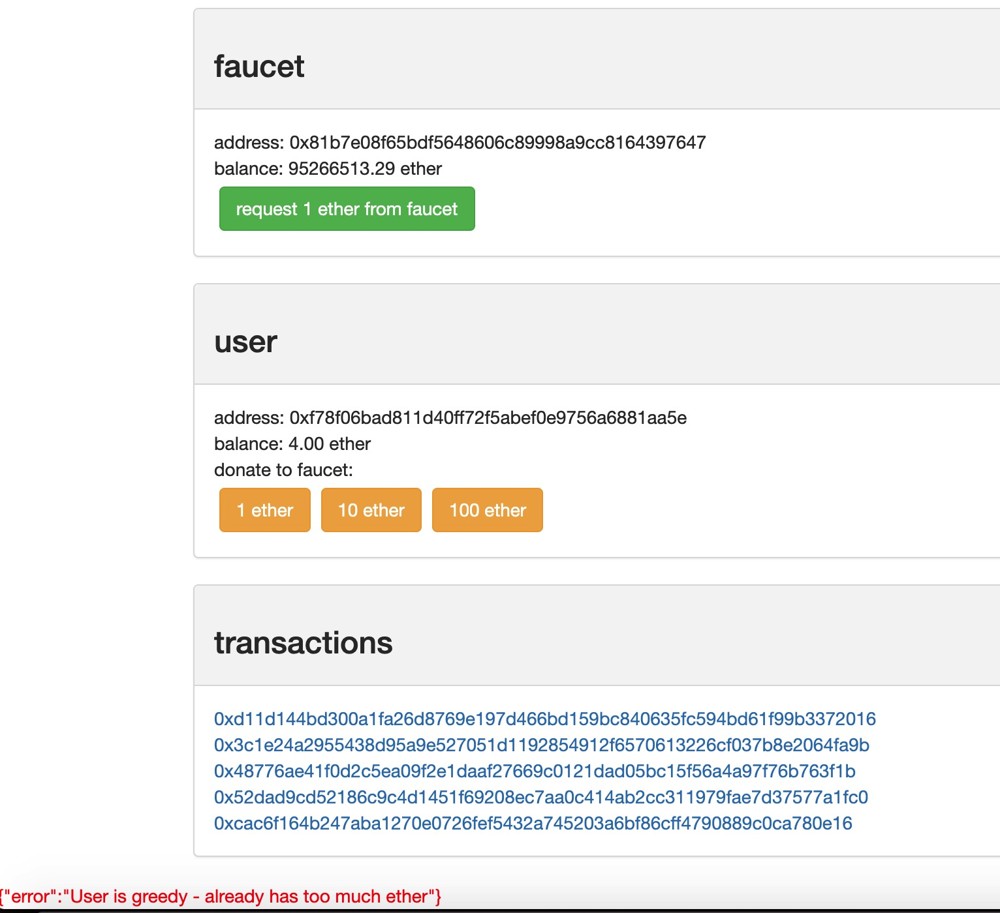 faucet
address: 0x81b7e08f65bdf5648606c89998a9cc8164397647
balance: 95266513.29 ether
request 1 ether from faucet
user
address: 0xf78f06bad811d40ff72f5abef0e9756a6881aa5e
balance: 4.00 ether
donate to faucet:
1 ether 10 ether 100 ether
transactions
0xd11d144bd300a1fa26d8769e197d466bd159bc840635fc594bd61f99b3372016
0x3c1e24a2955438d95a9e527051d1192854912f6570613226cf037b8e2064fa9b
0x48776ae41f0d2c5ea09f2e1daaf27669c0121dad05bc15f56a4a97f76b763f1b
0x52dad9cd52186c9c4d1451f69208ec7aa0c414ab2cc311979fae7d37577a1fc0
0xcac6f164b247aba1270e0726fef5432a745203a6bf86cff4790889c0ca780e16
{"error":"User is greedy - already has too much ether"}